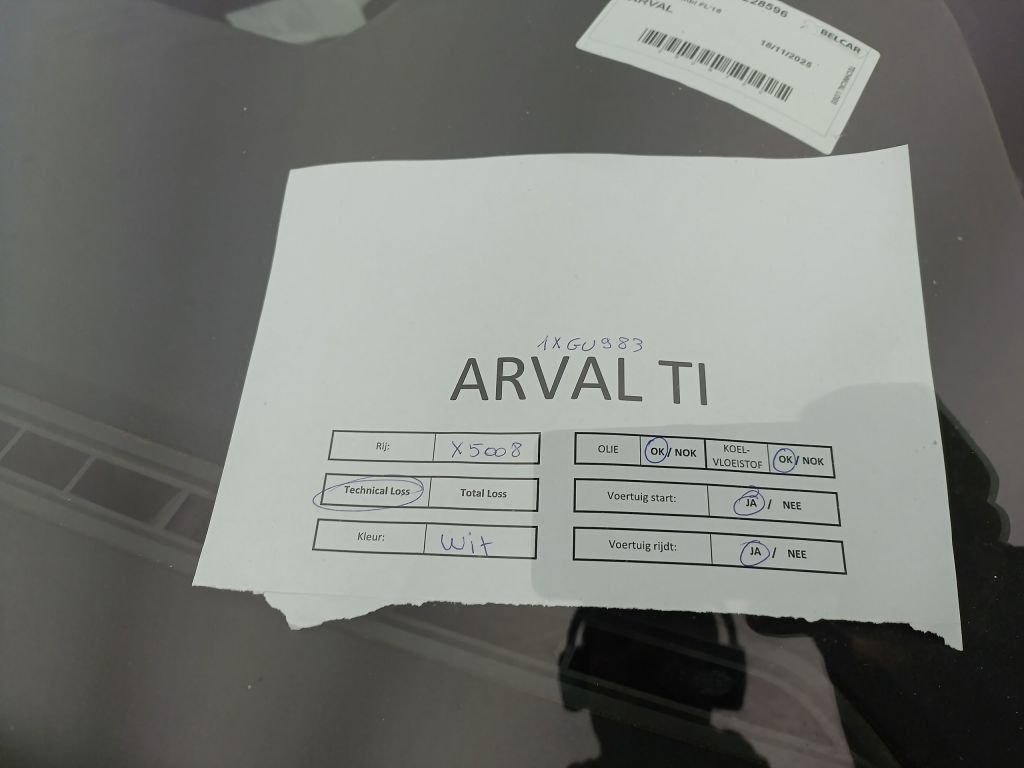 228596
ARVAL
BELCAR
18/11/2025
1XGU983
ARVAL TI
Rij: X5008
Technical Loss Total Loss
Kleur: wit
OLIE OK / NOK KOEL-VLOEISTOF OK / NOK
Voertuig start: JA / NEE
Voertuig rijdt: JA / NEE